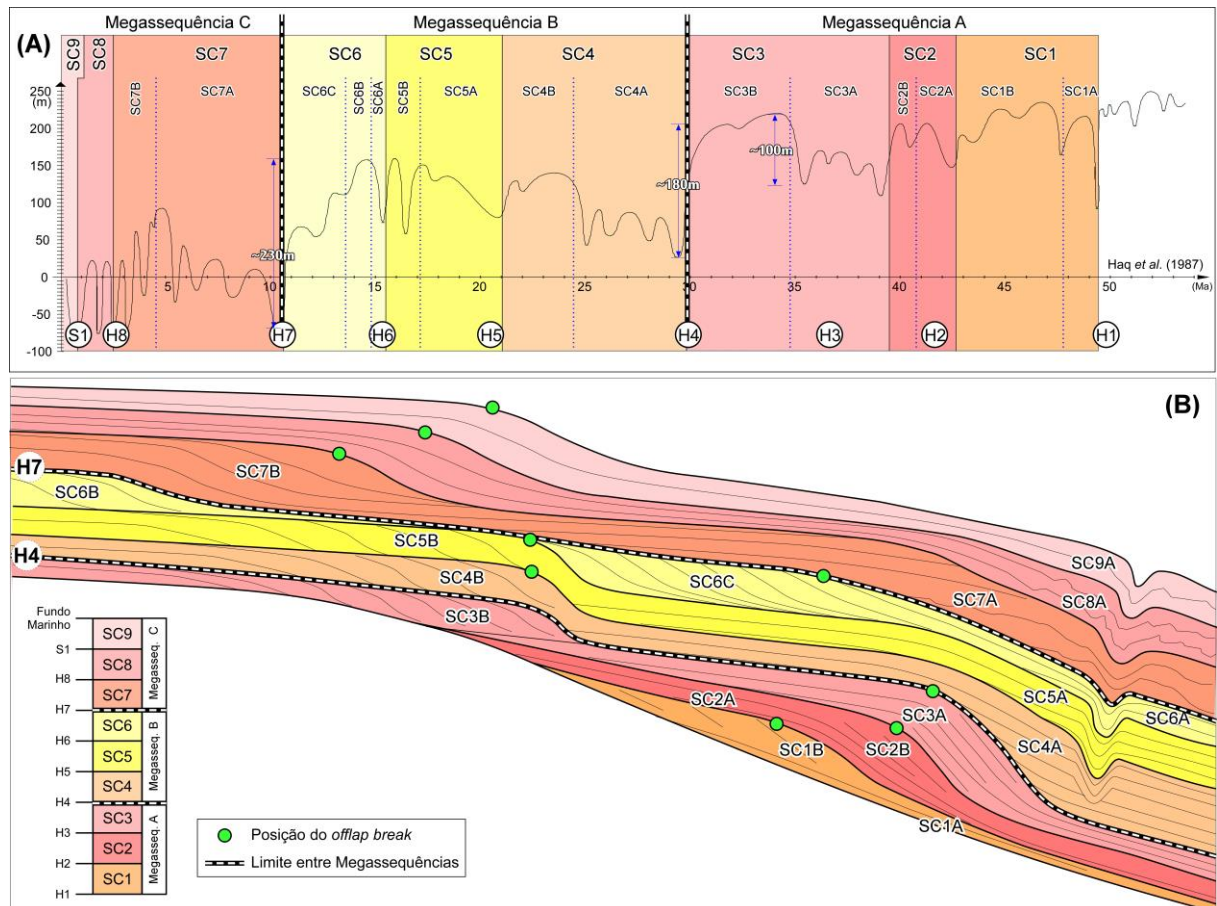 (A)
Megassequência C
Megassequência B
Megassequência A
SC9
SC8
SC7
SC6
SC5
SC4
SC3
SC2
SC1
SC7B
SC7A
SC6C
SC6B
SC6A
SC5B
SC5A
SC4B
SC4A
SC3B
SC3A
SC2B
SC2A
SC1B
SC1A
250
(m)
200
150
100
50
0
-50
-100
~230m
~180m
~100m
5
10
15
20
25
30
35
40
45
50
(Ma)
Haq et al. (1987)
S1
H8
H7
H6
H5
H4
H3
H2
H1
(B)
H7
SC7B
SC6B
SC5B
H4
SC4B
SC6C
SC9A
SC7A
SC8A
SC3B
SC5A
SC6A
SC2A
SC3A
SC4A
SC1B
SC2B
SC1A
Fundo
Marinho
S1
H8
H7
H6
H5
H4
H3
H2
H1
SC9
SC8
SC7
SC6
SC5
SC4
SC3
SC2
SC1
Megasseq. C
Megasseq. B
Megasseq. A
Posição do offlap break
Limite entre Megassequências